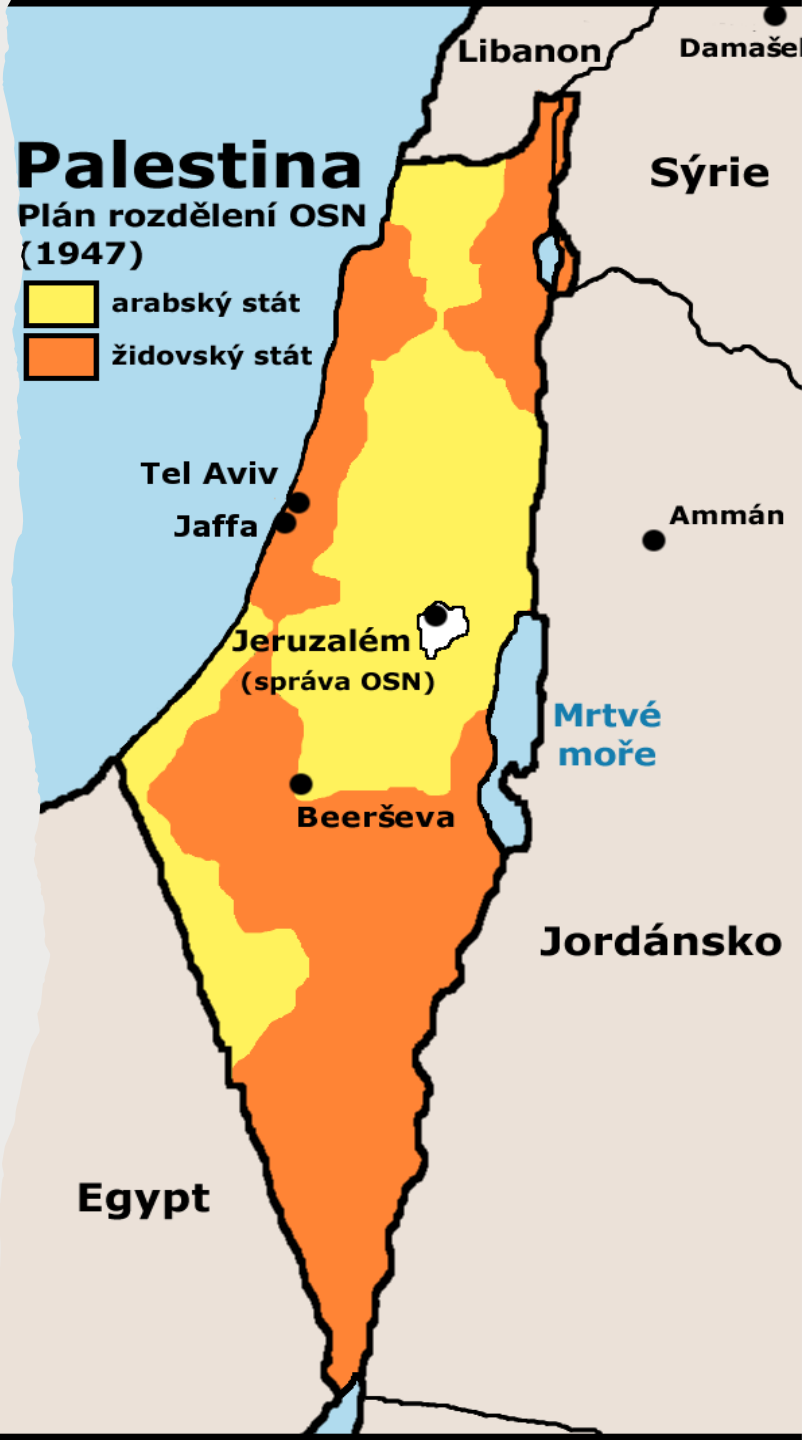 Libanon
Palestina
Plán rozdělení OSN
(1947)
arabský stát
židovský stát
Sýrie
Tel Aviv
Jaffa
Ammán
Jeruzalém
(správa OSN)
Mrtvé
moře
Beerševa
Jordánsko
Egypt